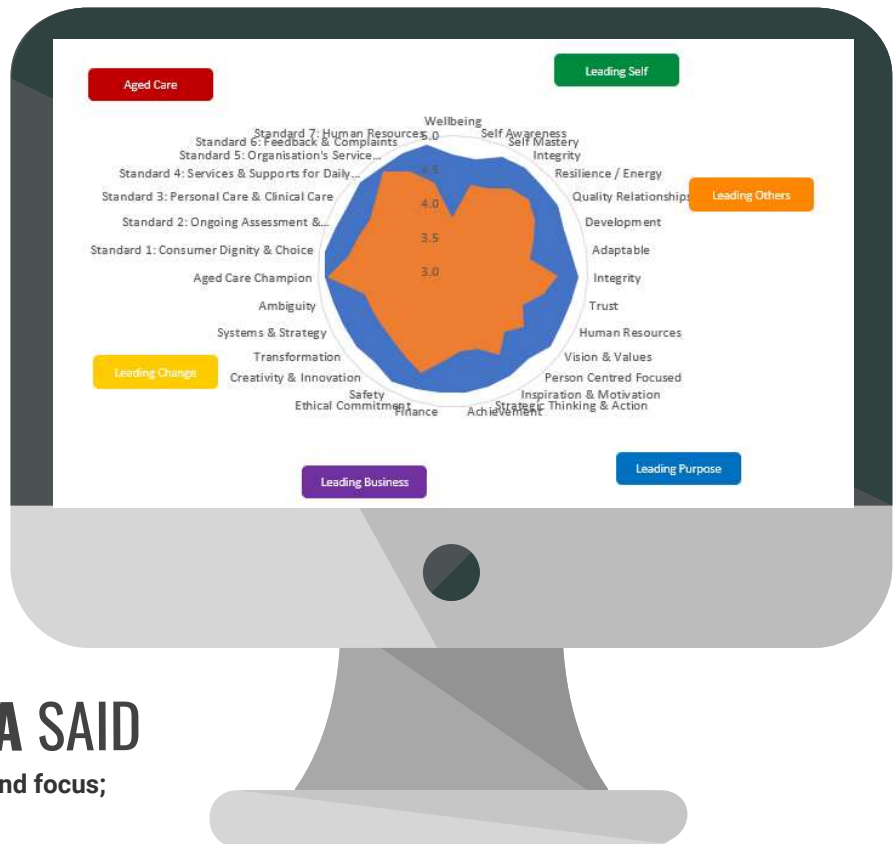 Aged Care
Leading Self
Wellbeing
Self Awareness
Self Mastery
Integrity
Resilience / Energy
Quality Relationships
Leading Others
Development
Adaptable
Integrity
Trust
Human Resources
Vision & Values
Person Centred Focused
Inspiration & Motivation
Strategic Thinking & Action
Achievement
Finance
Ethical Commitment
Safety
Creativity & Innovation
Transformation
Systems & Strategy
Ambiguity
Aged Care Champion
Standard 1: Consumer Dignity & Choice
Standard 2: Ongoing Assessment &...
Standard 3: Personal Care & Clinical Care
Standard 4: Services & Supports for Daily...
Standard 5: Organisation's Service...
Standard 6: Feedback & Complaints
Standard 7: Human Resources
5.0
4.5
4.0
3.5
3.0
Leading Change
Leading Business
Leading Purpose
A SAID
nd focus;